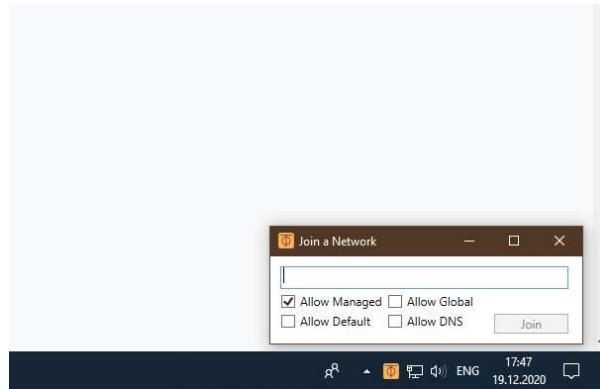 Join a Network
Allow Managed Allow Global
Allow Default Allow DNS Join
ENG 17:47
19.12.2020